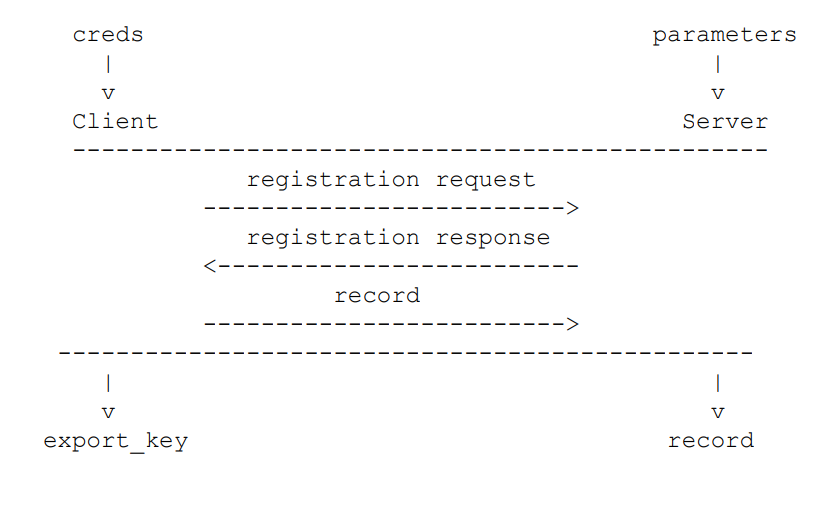 creds parameters
| |
v v
Client Server
------------------------------------------------
registration request
------------------------->
registration response
<-------------------------
record
------------------------->
------------------------------------------------
| |
v v
export_key record